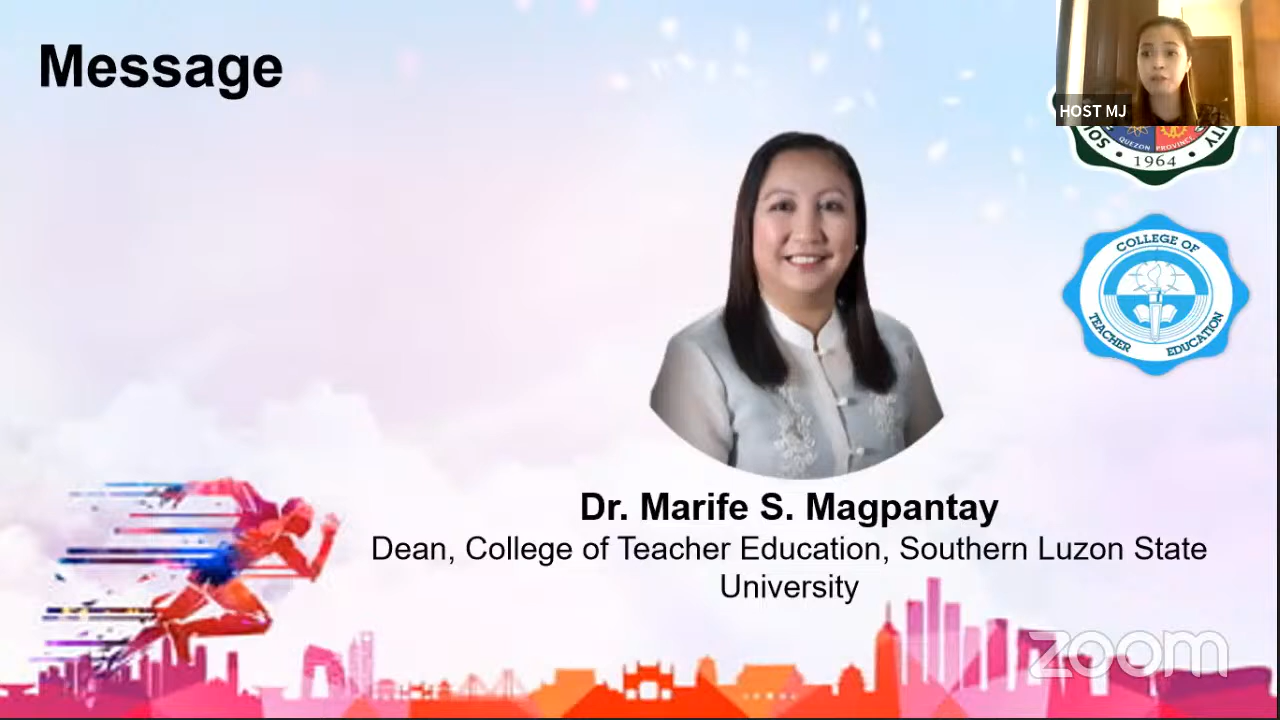 Message
HOST MJ
QUEZON PROVINCE
1964
COLLEGE OF
TEACHER EDUCATION
Dr. Marife S. Magpantay
Dean, College of Teacher Education, Southern Luzon State
University
zoom